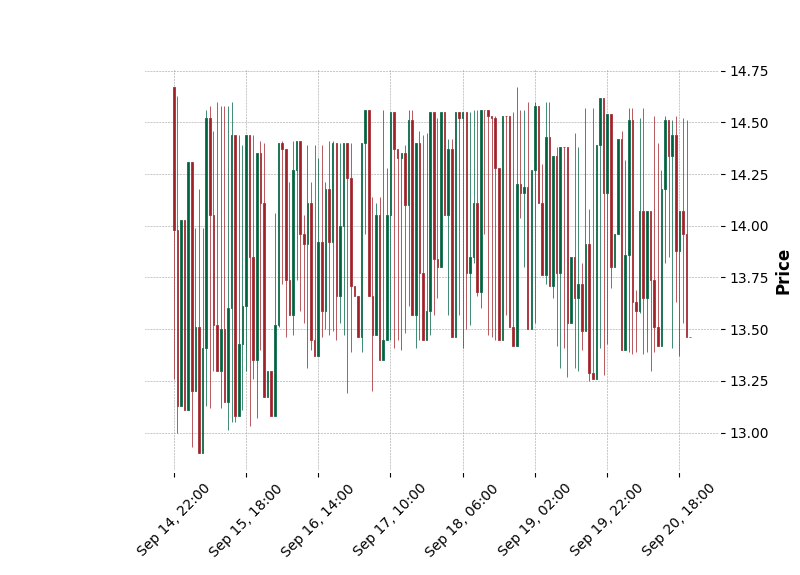 14.75
14.50
14.25
14.00
13.75
13.50
13.25
13.00
Price
Sep 14, 22:00
Sep 15, 18:00
Sep 16, 14:00
Sep 17, 10:00
Sep 18, 06:00
Sep 19, 02:00
Sep 19, 22:00
Sep 20, 18:00